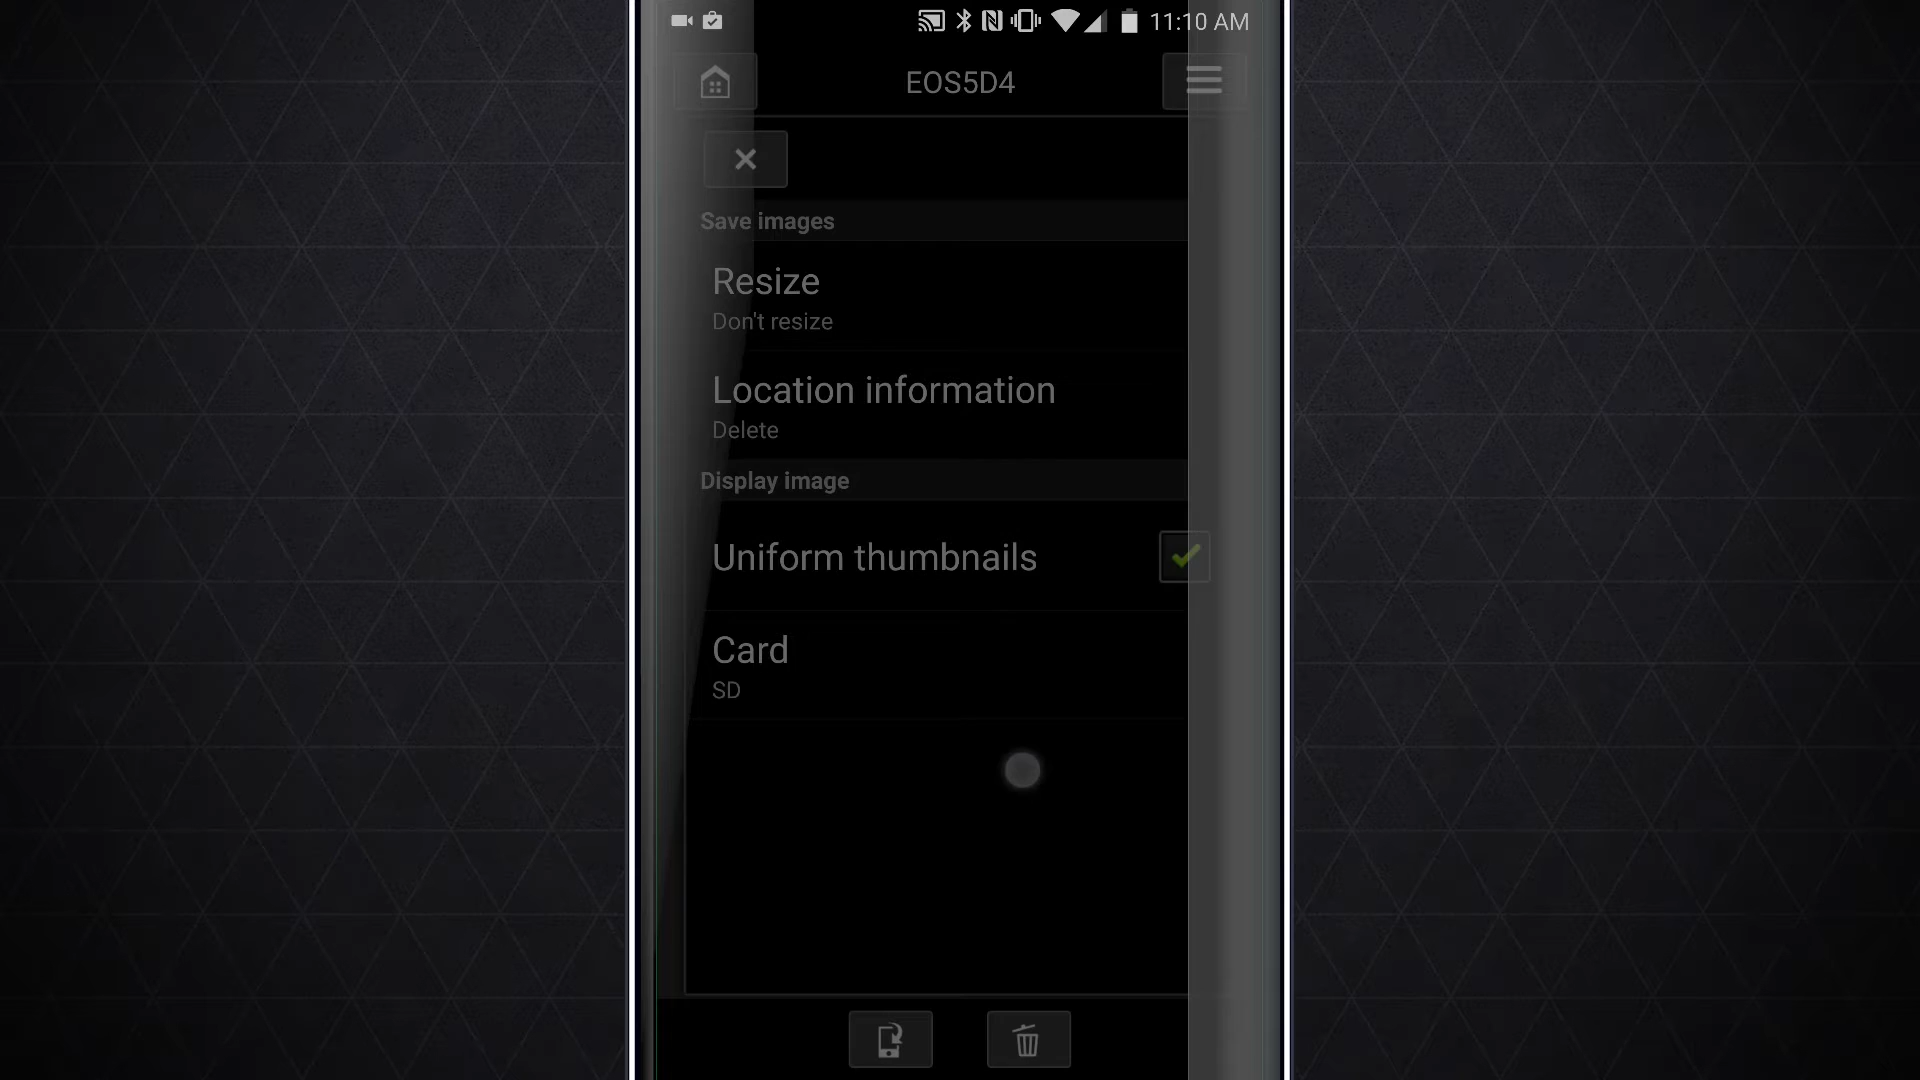 11:10 AM
EOS5D4
Save images
Resize
Don't resize
Location information
Delete
Display image
Uniform thumbnails
Card
SD